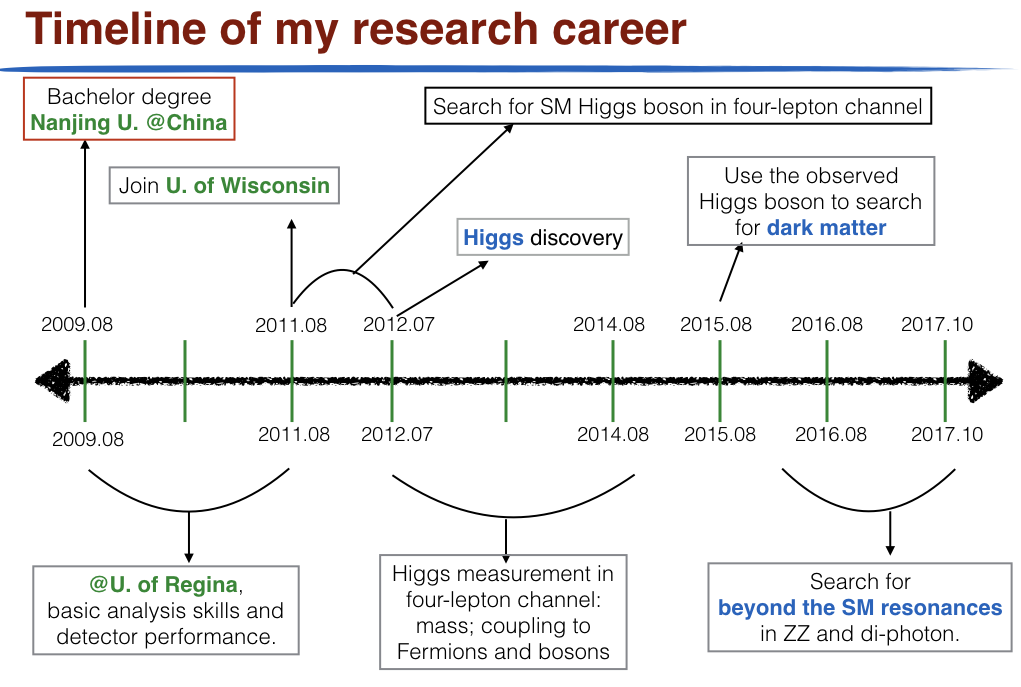 Timeline of my research career
Bachelor degree
Nanjing U. @China
Search for SM Higgs boson in four-lepton channel
Join U. of Wisconsin
Use the observed
Higgs boson to search
for dark matter
Higgs discovery
2009.08
2011.08
2012.07
2014.08
2015.08
2016.08
2017.10
2009.08
2011.08
2012.07
2014.08
2015.08
2016.08
2017.10
@U. of Regina,
basic analysis skills and
detector performance.
Higgs measurement in
four-lepton channel:
mass; coupling to
Fermions and bosons
Search for
beyond the SM resonances
in ZZ and di-photon.